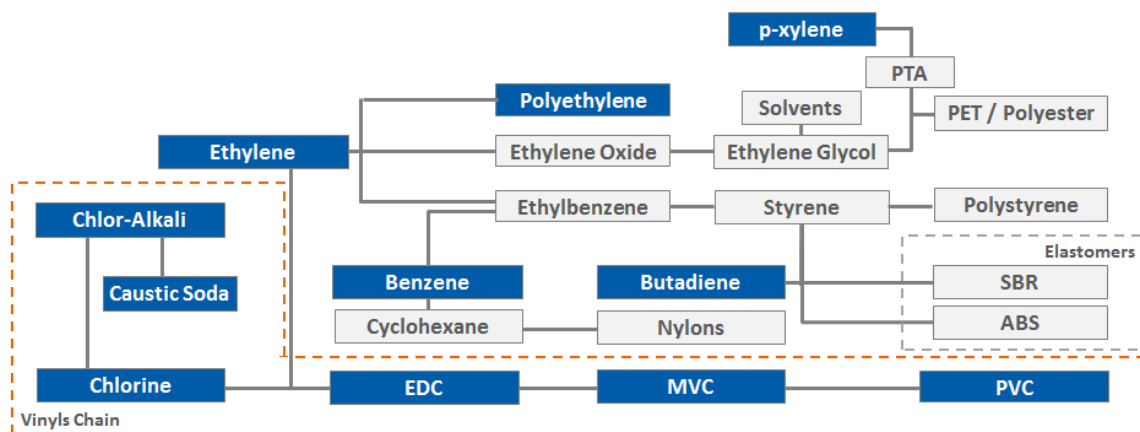 p-xylene
PTA
Polyethylene
Solvents
PET / Polyester
Ethylene
Ethylene Oxide
Ethylene Glycol
Chlor-Alkali
Ethylbenzene
Styrene
Polystyrene
Elastomers
Caustic Soda
Benzene
Butadiene
SBR
Cyclohexane
Nylons
ABS
Chlorine
EDC
MVC
PVC
Vinyls Chain